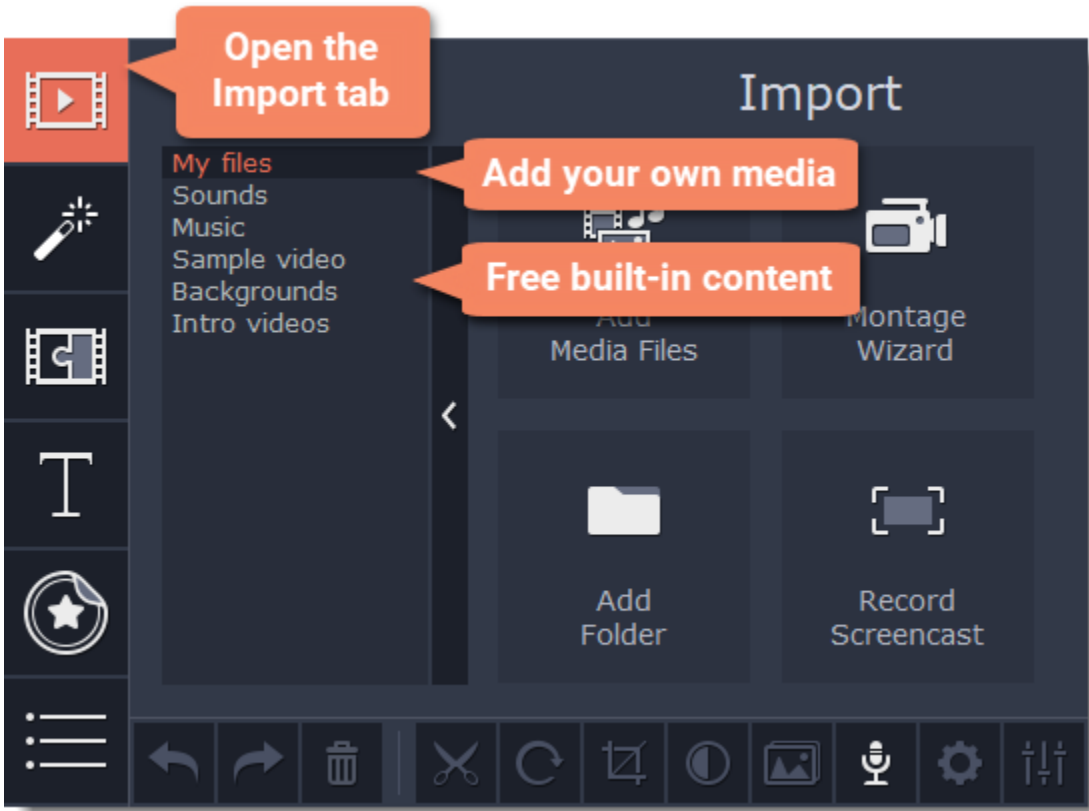 Open the
Import tab
Import
My files
Sounds
Music
Sample video
Backgrounds
Intro videos
Add your own media
Free built-in content
Add
Media Files
Montage
Wizard
Add
Folder
Record
Screencast